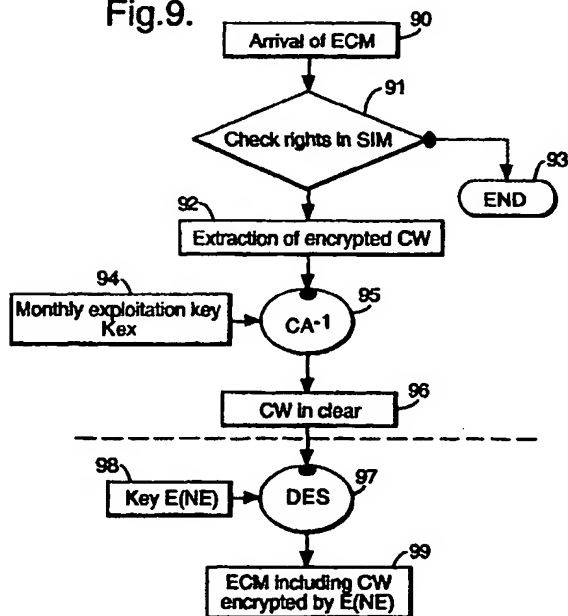 Fig.9.
90
Arrival of ECM
91
Check rights in SIM
93
END
92
Extraction of encrypted CW
94
Monthly exploitation key
Kex
95
CA-1
96
CW in clear
98
Key E(NE)
97
DES
99
ECM including CW
encrypted by E(NE)